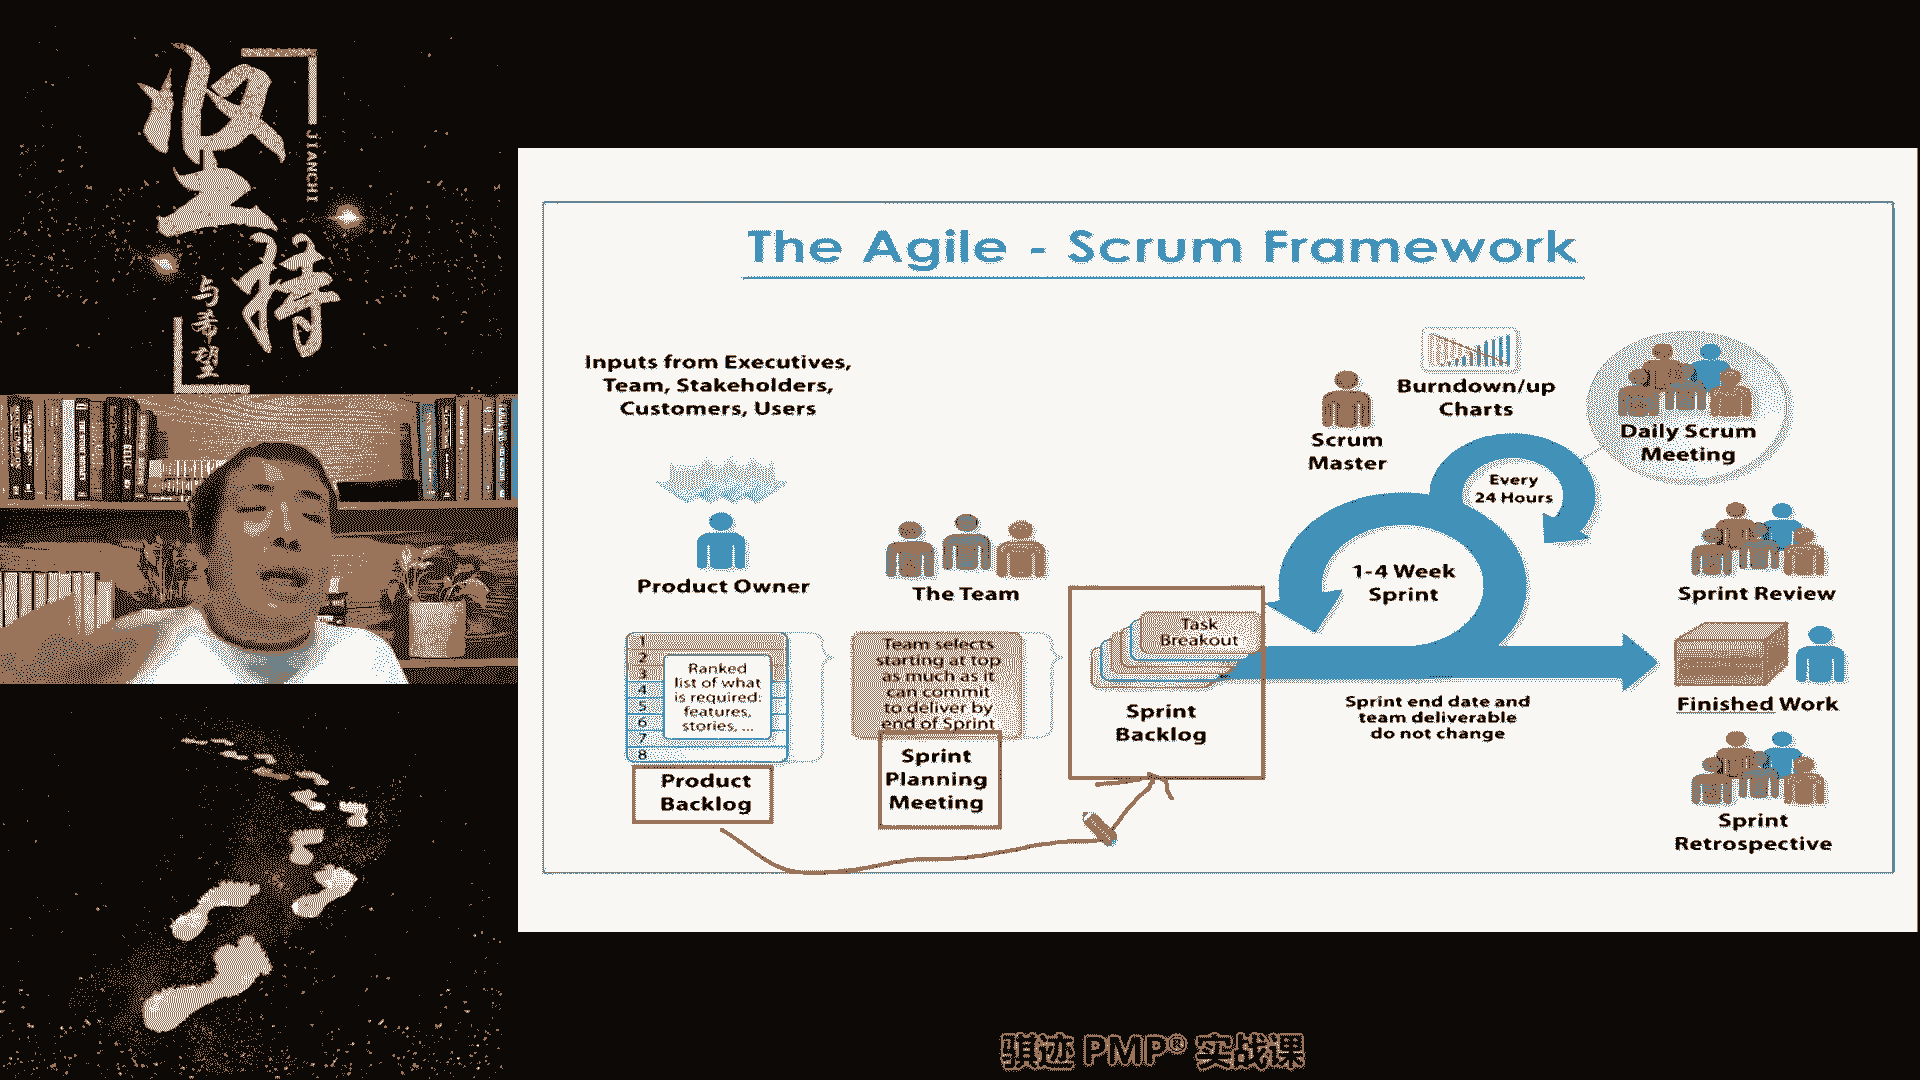 坚持
JIANCHI
与希望
The Agile - Scrum Framework
Inputs from Executives,
Team, Stakeholders,
Customers, Users
Product Owner
The Team
1
2
3
4
5
6
7
8
Ranked
list of what
is required:
features,
stories, ...
Product
Backlog
Team selects
starting at top
as much as it
can commit
to deliver by
end of Sprint
Sprint
Planning
Meeting
Task
Breakout
Sprint
Backlog
Scrum
Master
Burndown/up
Charts
Every
24 Hours
1-4 Week
Sprint
Sprint end date and
team deliverable
do not change
Daily Scrum
Meeting
Sprint Review
Finished Work
Sprint
Retrospective
骐迹 PMP® 实战课